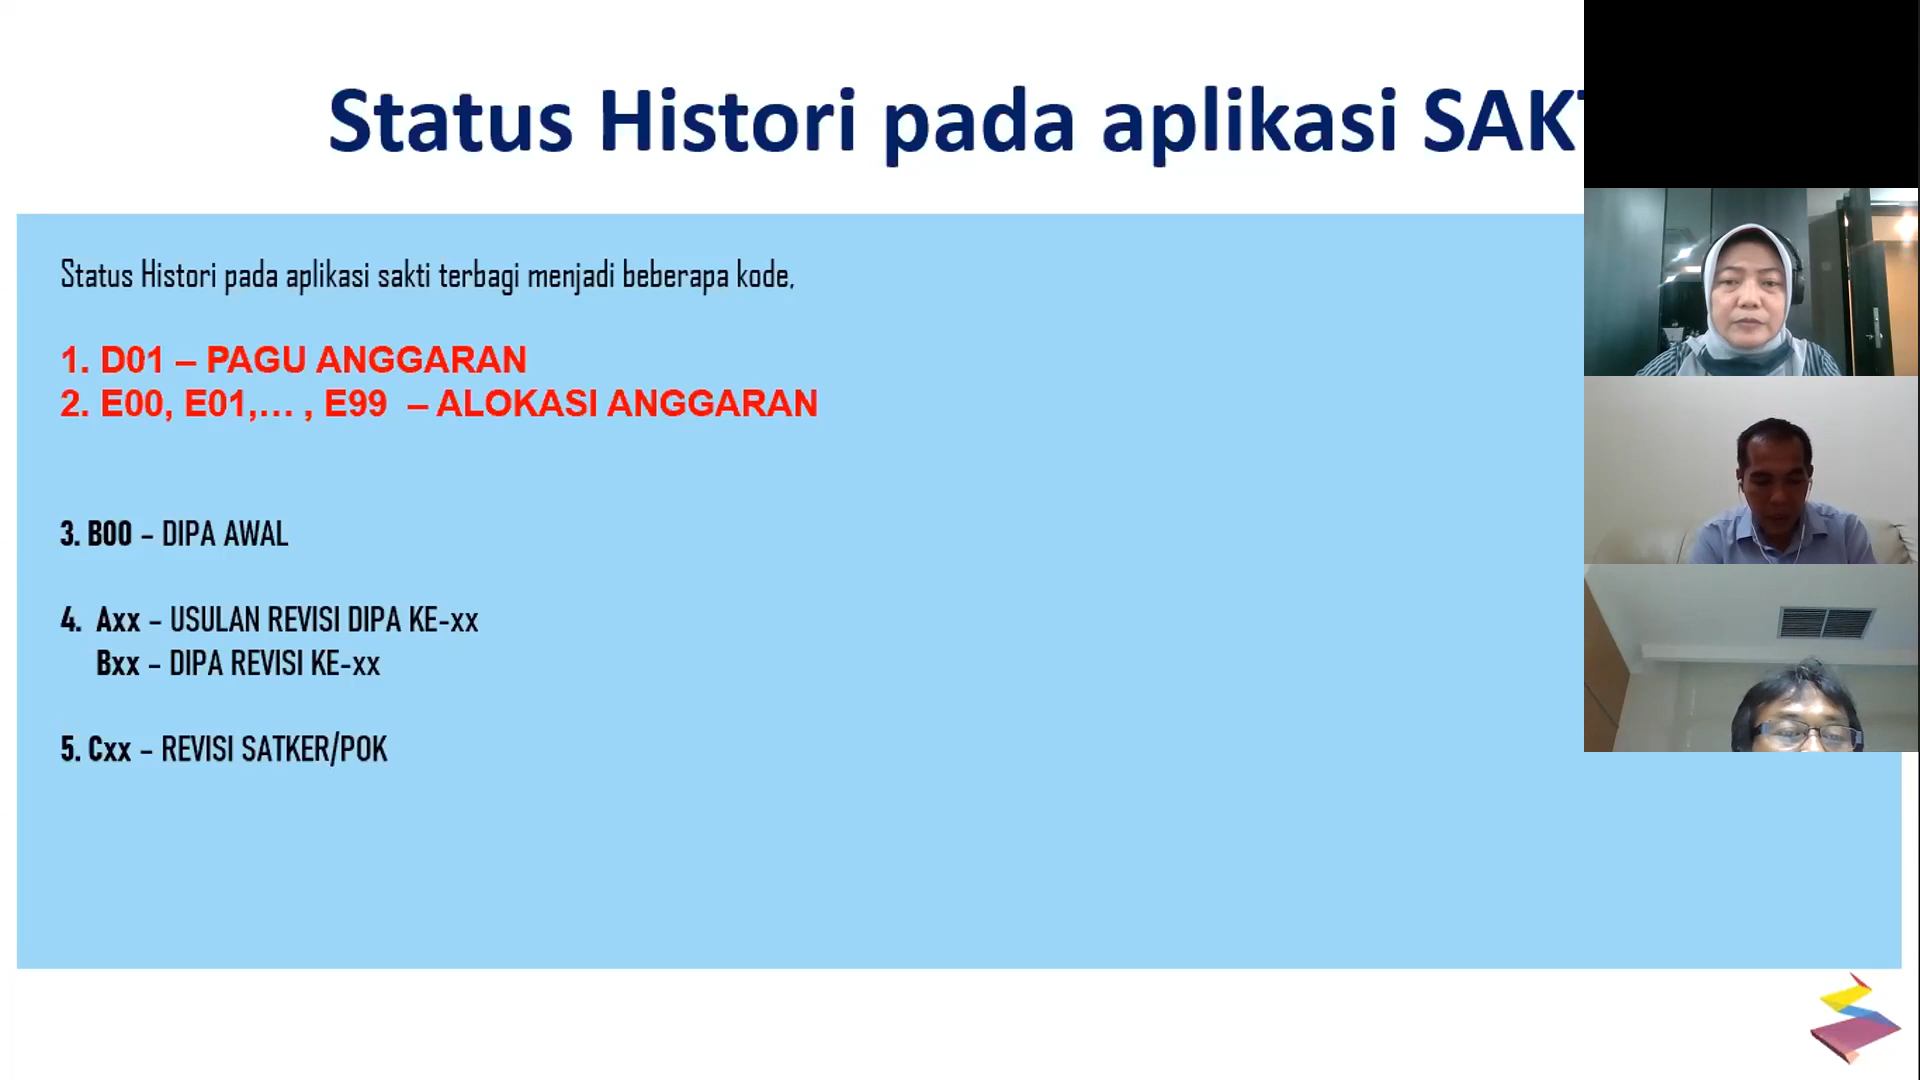 Status Histori pada aplikasi SAK
Status Histori pada aplikasi sakti terbagi menjadi beberapa kode,
1. D01 – PAGU ANGGARAN
2. E00, E01,... , E99 – ALOKASI ANGGARAN
3. B00 – DIPA AWAL
4. Axx – USULAN REVISI DIPA KE-xx
Bxx – DIPA REVISI KE-xx
5. Cxx – REVISI SATKER/POK